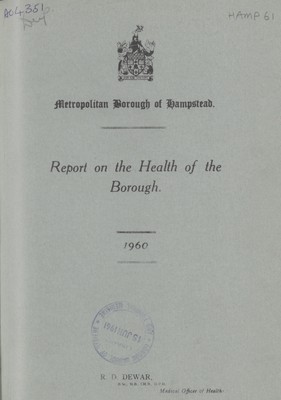 AC4351
HAMP 61
Metropolitan Borough of Hampstead.
Report on the Health of the
Borough.
1960
R. D. DEWAR,
Medical Officer of Health.